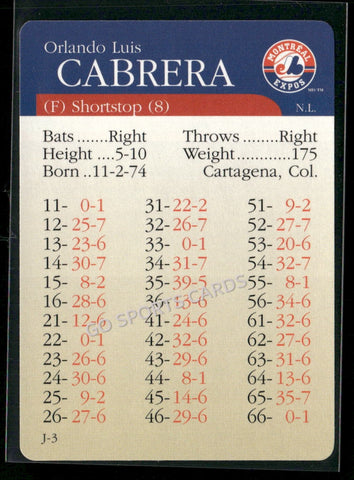 Orlando Luis
CABRERA
MONTRÉAL
EXPOS
(F) Shortstop (8)
N.L.
Bats .......Right Throws ........Right
Height ....5-10 Weight............175
Born ..11-2-74 Cartagena, Col.
11- 0-1 31-22-2 51- 9-2
12-25-7 32-26-7 52-27-7
13-23-6 33- 0-1 53-20-6
14-30-7 34-31-7 54-32-7
15- 8-2 35-39-5 55- 8-1
16-28-6 36-13-6 56-34-6
21-12-6 41-24-6 61-33-6
22- 0-1 42-32-6 62-27-6
23-26-6 43-29-6 63-31-6
24-30-6 44- 8-1 64-13-6
25- 9-2 45-14-6 65-35-7
26-27-6 46-29-6 66- 0-1
J-3
GO SPORTS CARDS